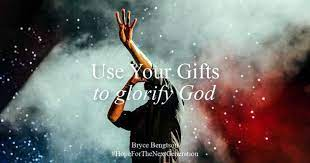 Use Your Gifts
to glorify God
Bryce Bengtson
#HopeForTheNextGeneration